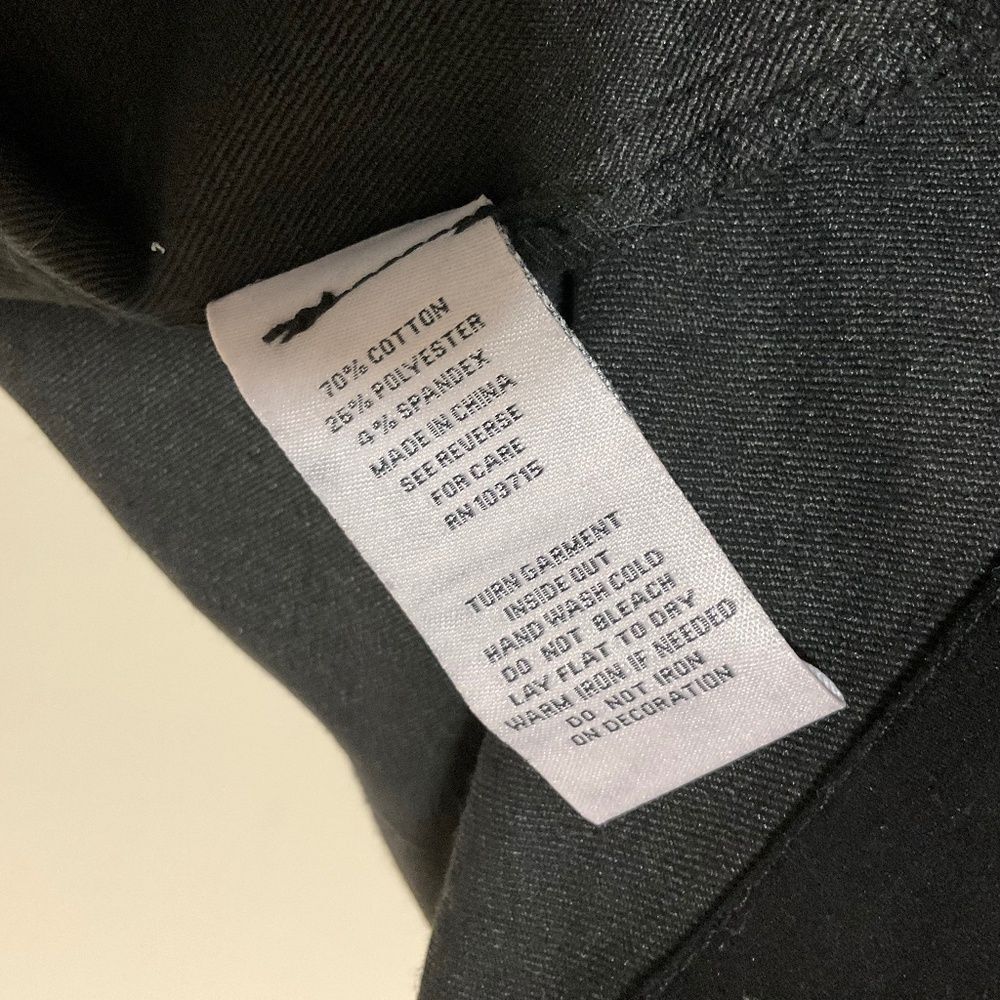 70% COTTON
26% POLYESTER
4% SPANDEX
MADE IN CHINA
SEE REVERSE
FOR CARE
RN 103715
TURN GARMENT
INSIDE OUT
HAND WASH COLD
DO NOT BLEACH
LAY FLAT TO DRY
WARM IRON IF NEEDED
DO NOT IRON
ON DECORATION